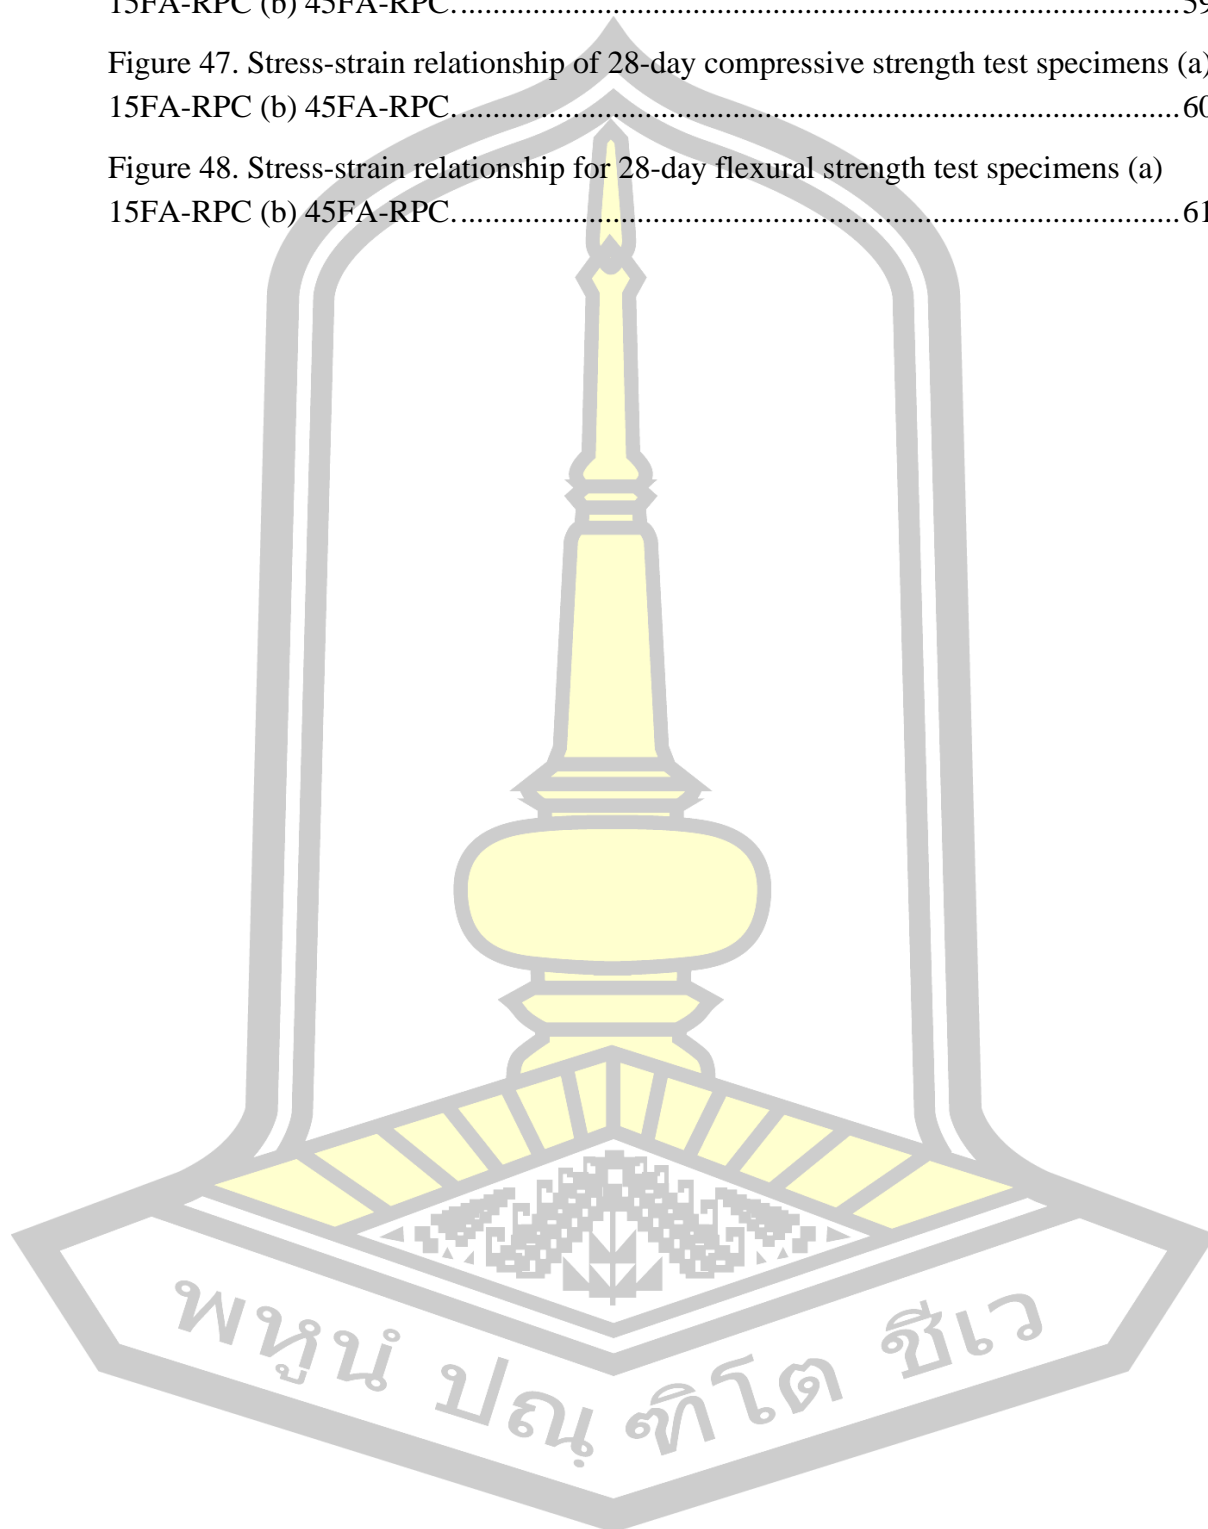 15FA-RPC (b) 45FA-RPC. 59
Figure 47. Stress-strain relationship of 28-day compressive strength test specimens (a)
15FA-RPC (b) 45FA-RPC. 60
Figure 48. Stress-strain relationship for 28-day flexural strength test specimens (a)
15FA-RPC (b) 45FA-RPC. 61
พหูนํ ปณฺฑิโต ชีเว